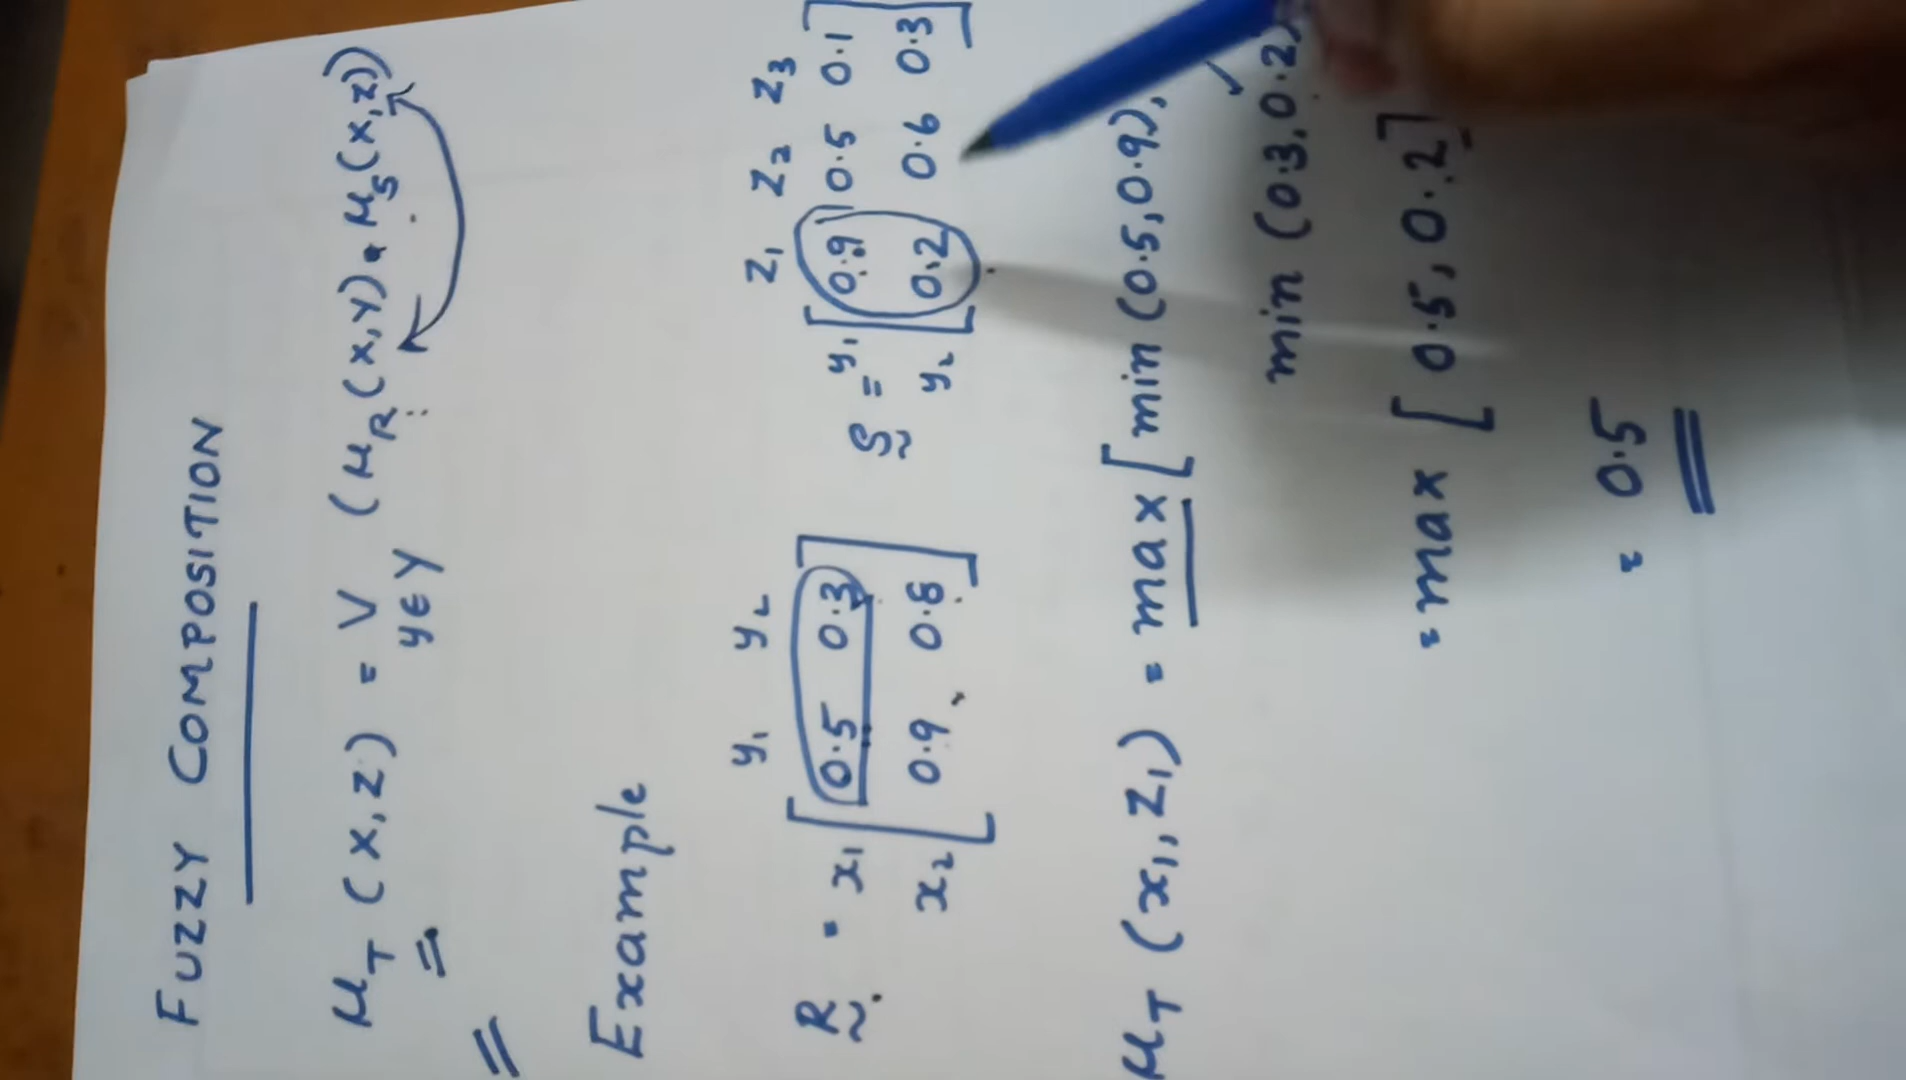 FUZZY COMPOSITION
μT (x,z) = V (μR (x,y) • μS (x,z))
y∈Y
Example
y1 y2 z1 z2 z3
R = x1 [0.5 0.3] S = y1 [0.9 0.5 0.1]
x2 [0.9 0.8] y2 [0.2 0.6 0.3]
μT (x1, z1) = max [min (0.5, 0.9),
min (0.3, 0.2)
= max [0.5, 0.2]
= 0.5